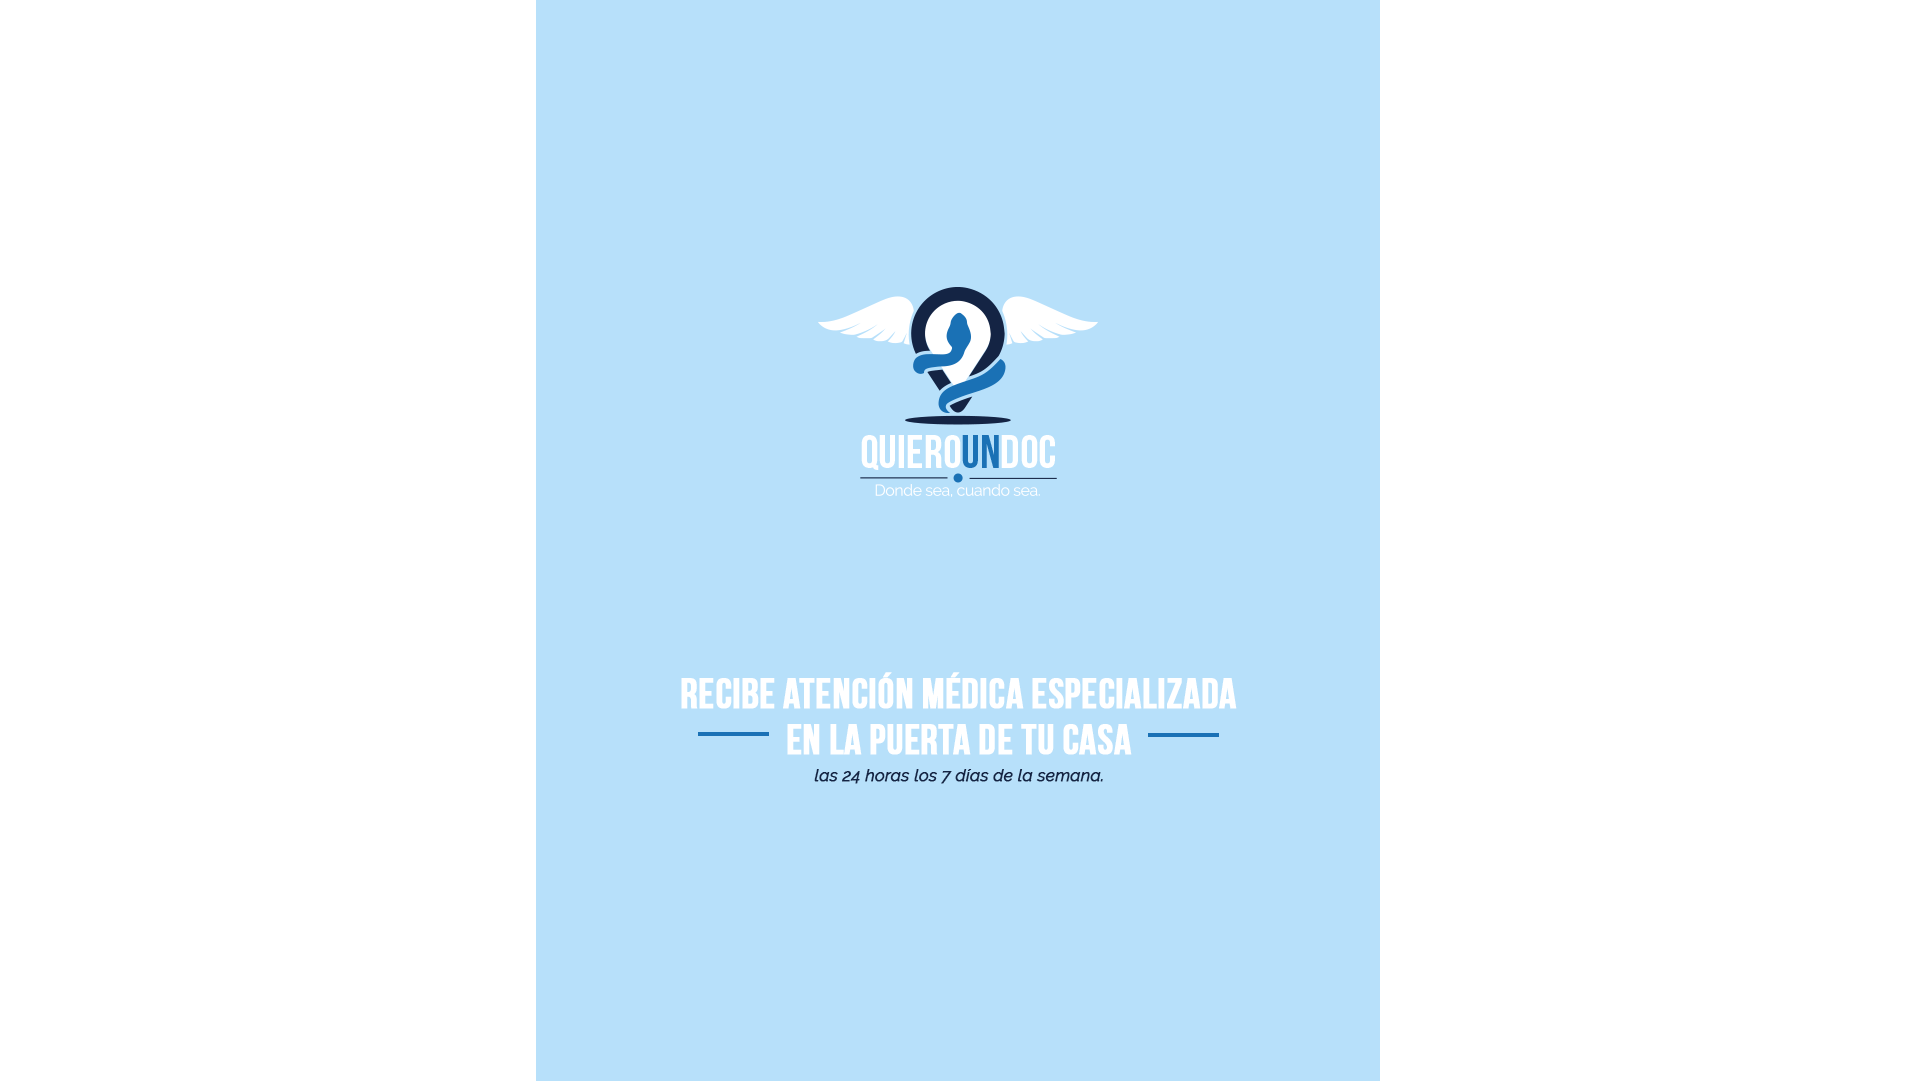 QUIEROUNDOC
Donde sea, cuando sea.
RECIBE ATENCIÓN MÉDICA ESPECIALIZADA
EN LA PUERTA DE TU CASA
las 24 horas los 7 días de la semana.